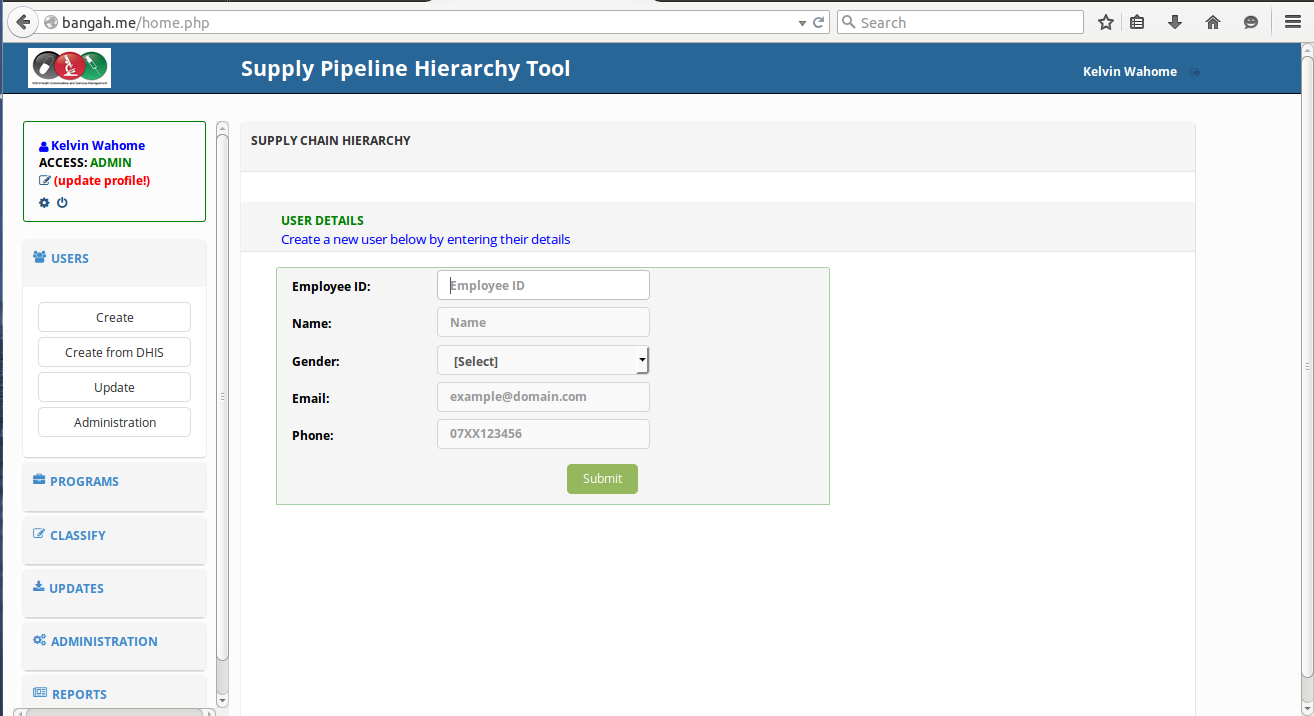 bangah.me/home.php
Search
Supply Pipeline Hierarchy Tool
Kelvin Wahome
Kelvin Wahome
ACCESS: ADMIN
(update profile!)
USERS
Create
Create from DHIS
Update
Administration
PROGRAMS
CLASSIFY
UPDATES
ADMINISTRATION
REPORTS
SUPPLY CHAIN HIERARCHY
USER DETAILS
Create a new user below by entering their details
Employee ID: Employee ID
Name: Name
Gender: [Select]
Email: example@domain.com
Phone: 07XX123456
Submit